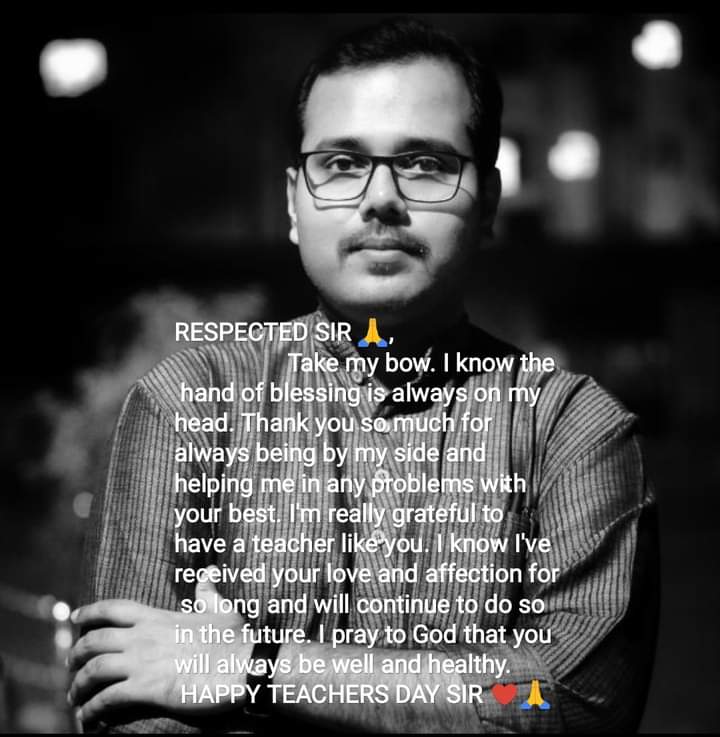 RESPECTED SIR 🙏,
Take my bow. I know the
hand of blessing is always on my
head. Thank you so much for
always being by my side and
helping me in any problems with
your best. I'm really grateful to
have a teacher like you. I know I've
received your love and affection for
so long and will continue to do so
in the future. I pray to God that you
will always be well and healthy.
HAPPY TEACHERS DAY SIR ❤️🙏